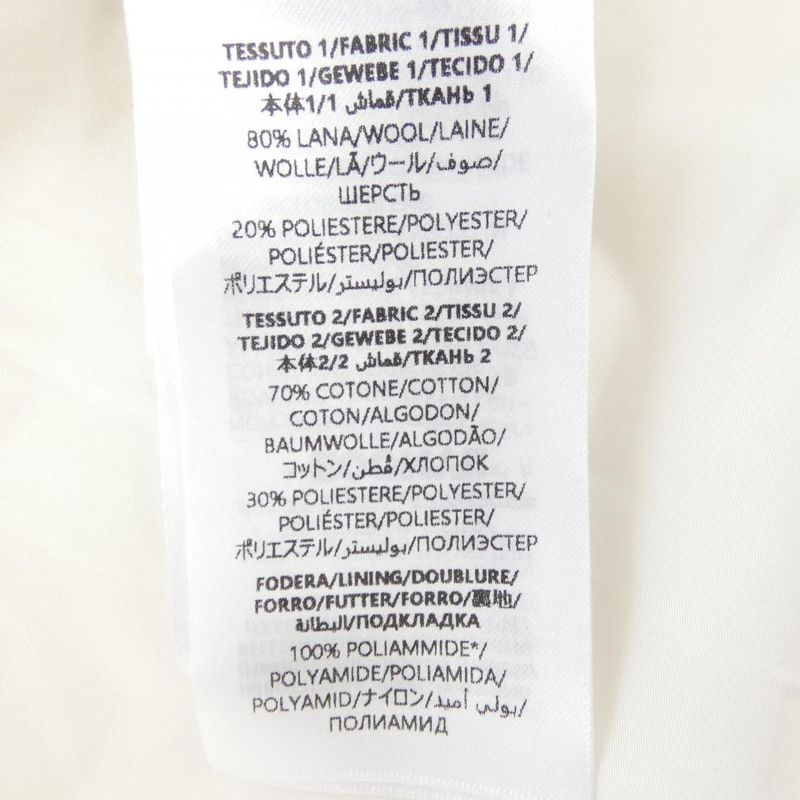 TESSUTO 1/FABRIC 1/TISSU 1/
TEJIDO 1/GEWEBE 1/TECIDO 1/
本体1/قماش 1/ТКАНЬ 1
80% LANA/WOOL/LAINE/
WOLLE/LÃ/ウール/صوف/
ШЕРСТЬ
20% POLIESTERE/POLYESTER/
POLIÉSTER/POLIESTER/
ポリエステル/بوليستر/ПОЛИЭСТЕР
TESSUTO 2/FABRIC 2/TISSU 2/
TEJIDO 2/GEWEBE 2/TECIDO 2/
本体2/قماش 2/ТКАНЬ 2
70% COTONE/COTTON/
COTON/ALGODON/
BAUMWOLLE/ALGODÃO/
コットン/قُطن/ХЛОПОК
30% POLIESTERE/POLYESTER/
POLIÉSTER/POLIESTER/
ポリエステル/بوليستر/ПОЛИЭСТЕР
FODERA/LINING/DOUBLURE/
FORRO/FUTTER/FORRO/裏地/
البطانة/ПОДКЛАДКА
100% POLIAMMIDE*/
POLYAMIDE/POLIAMIDA/
POLYAMID/ナイロン/بولي أميد/
ПОЛИАМИД